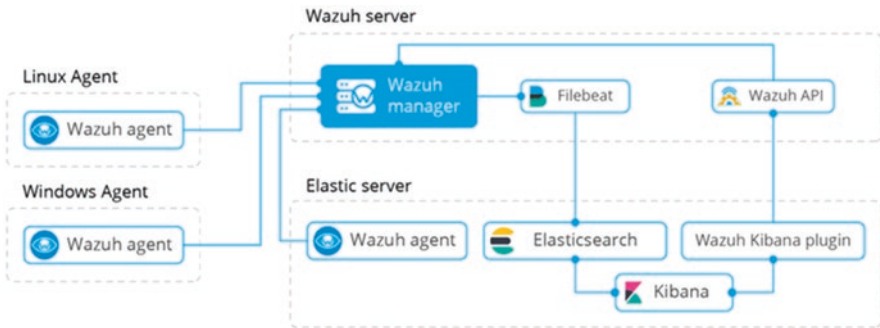 Wazuh server
Linux Agent
Wazuh agent
Wazuh
manager
Filebeat
Wazuh API
Windows Agent
Wazuh agent
Elastic server
Wazuh agent
Elasticsearch
Wazuh Kibana plugin
Kibana